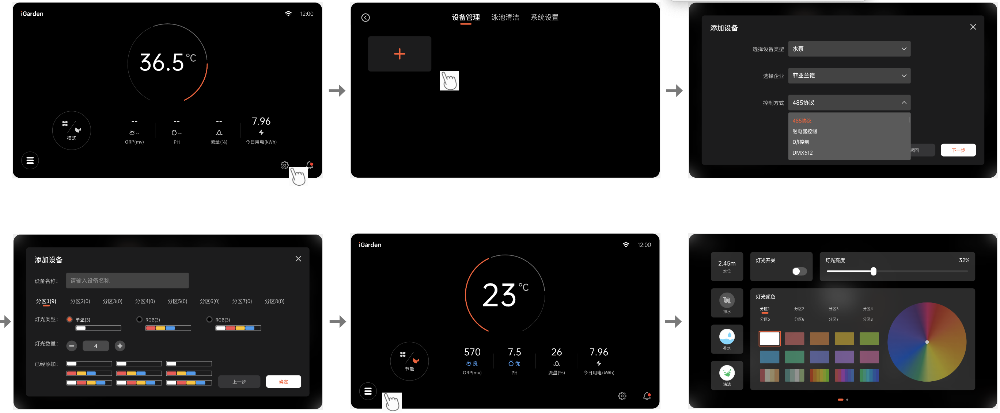 iGarden
12:00
36.5
°C
模式
--
--
--
7.96
--
--
ORP(mv)
PH
流量(%)
今日用电(kWh)
设备管理
泳池清洁
系统设置
添加设备
选择设备类型
水泵
选择企业
菲亚兰德
控制方式
485协议
485协议
继电器控制
D/I控制
DMX512
返回
下一步
添加设备
设备名称：
请输入设备名称
分区1(9)
分区2(0)
分区3(0)
分区4(0)
分区5(0)
分区6(0)
分区7(0)
分区8(0)
灯光类型：
单温(3)
RGB(3)
RGB(3)
灯光数量：
4
已经添加：
上一步
确定
iGarden
12:00
23
°C
节能
570
7.5
26
7.96
良
优
ORP(mv)
PH
流量(%)
今日用电(kWh)
2.45m
水位
灯光开关
灯光亮度
32%
排水
补水
清洁
灯光颜色
分区1
分区2
分区3
分区4
分区5
分区6
分区7
分区8